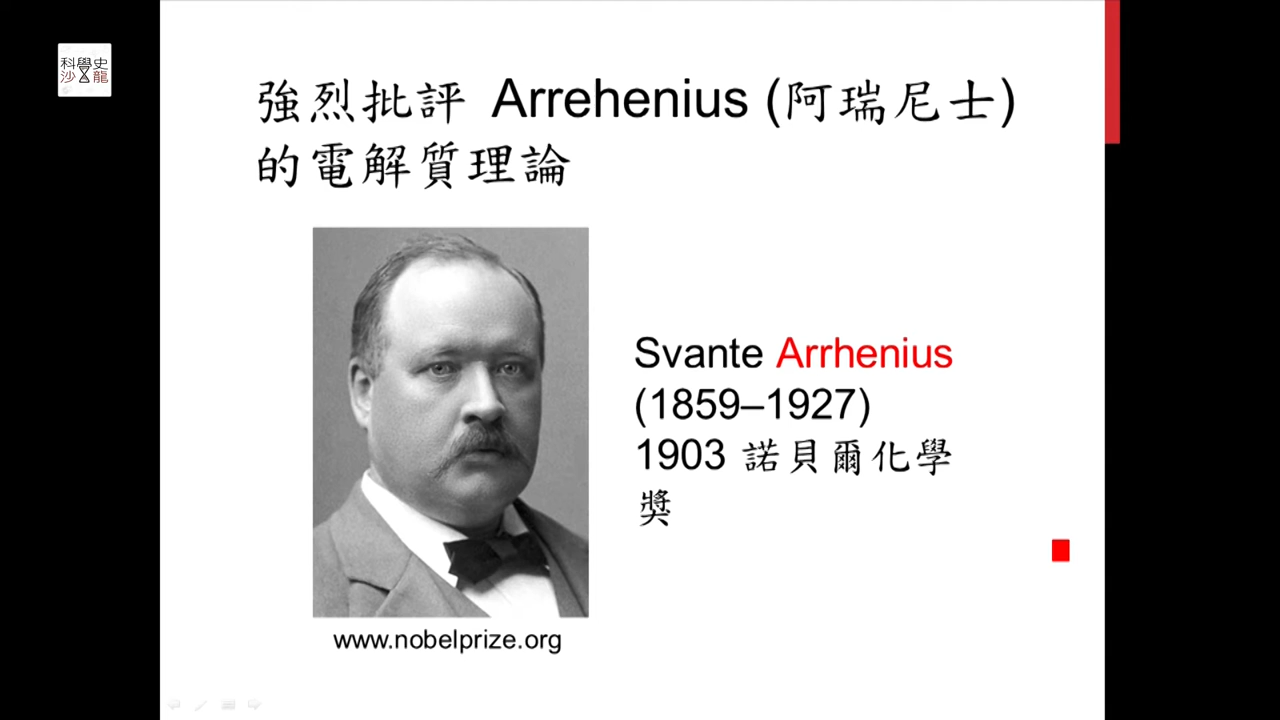 科學史
沙龍
強烈批評 Arrehenius (阿瑞尼士)
的電解質理論
Svante Arrhenius
(1859–1927)
1903 諾貝爾化學
獎
www.nobelprize.org